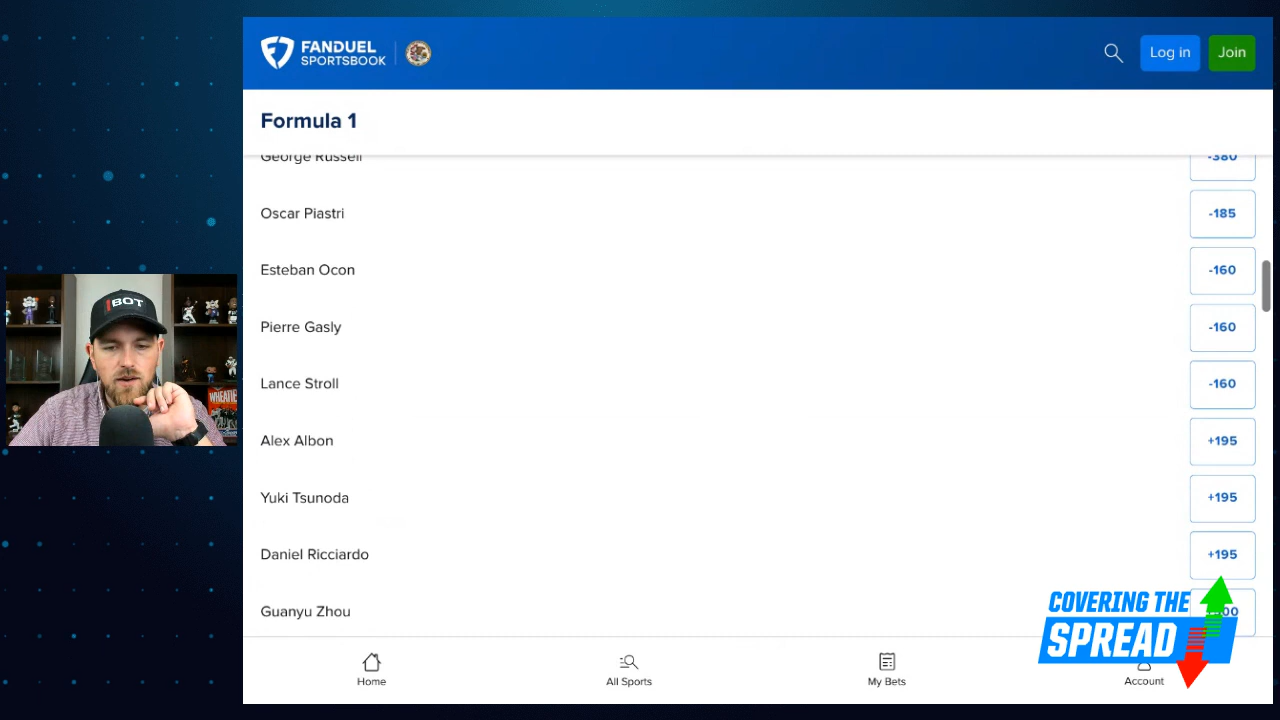 FANDUEL
SPORTSBOOK
Log in
Join
Formula 1
George Russell
-380
Oscar Piastri
-185
Esteban Ocon
-160
Pierre Gasly
-160
Lance Stroll
-160
Alex Albon
+195
Yuki Tsunoda
+195
Daniel Ricciardo
+195
Guanyu Zhou
COVERING THE
SPREAD
Home
All Sports
My Bets
Account
BOT
WHEATIES